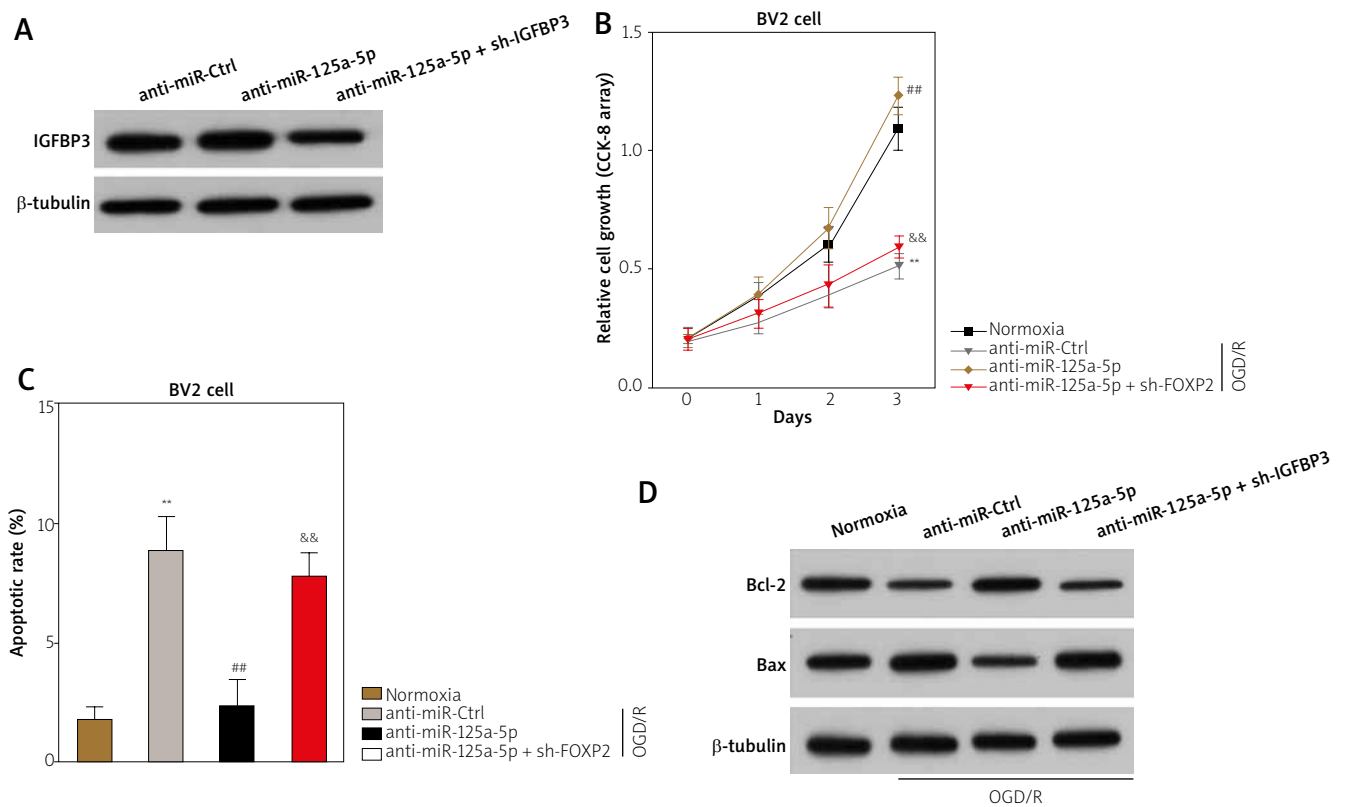 A
anti-miR-Ctrl
anti-miR-125a-5p
anti-miR-125a-5p + sh-IGFBP3
IGFBP3
β-tubulin
B
BV2 cell
Relative cell growth (CCK-8 array)
1.5
1.0
0.5
0.0
0 1 2 3
Days
##
&&
**
Normoxia
anti-miR-Ctrl
anti-miR-125a-5p
anti-miR-125a-5p + sh-FOXP2
OGD/R
C
BV2 cell
Apoptotic rate (%)
15
10
5
0
**
##
&&
Normoxia
anti-miR-Ctrl
anti-miR-125a-5p
anti-miR-125a-5p + sh-FOXP2
OGD/R
D
Normoxia
anti-miR-Ctrl
anti-miR-125a-5p
anti-miR-125a-5p + sh-IGFBP3
Bcl-2
Bax
β-tubulin
OGD/R